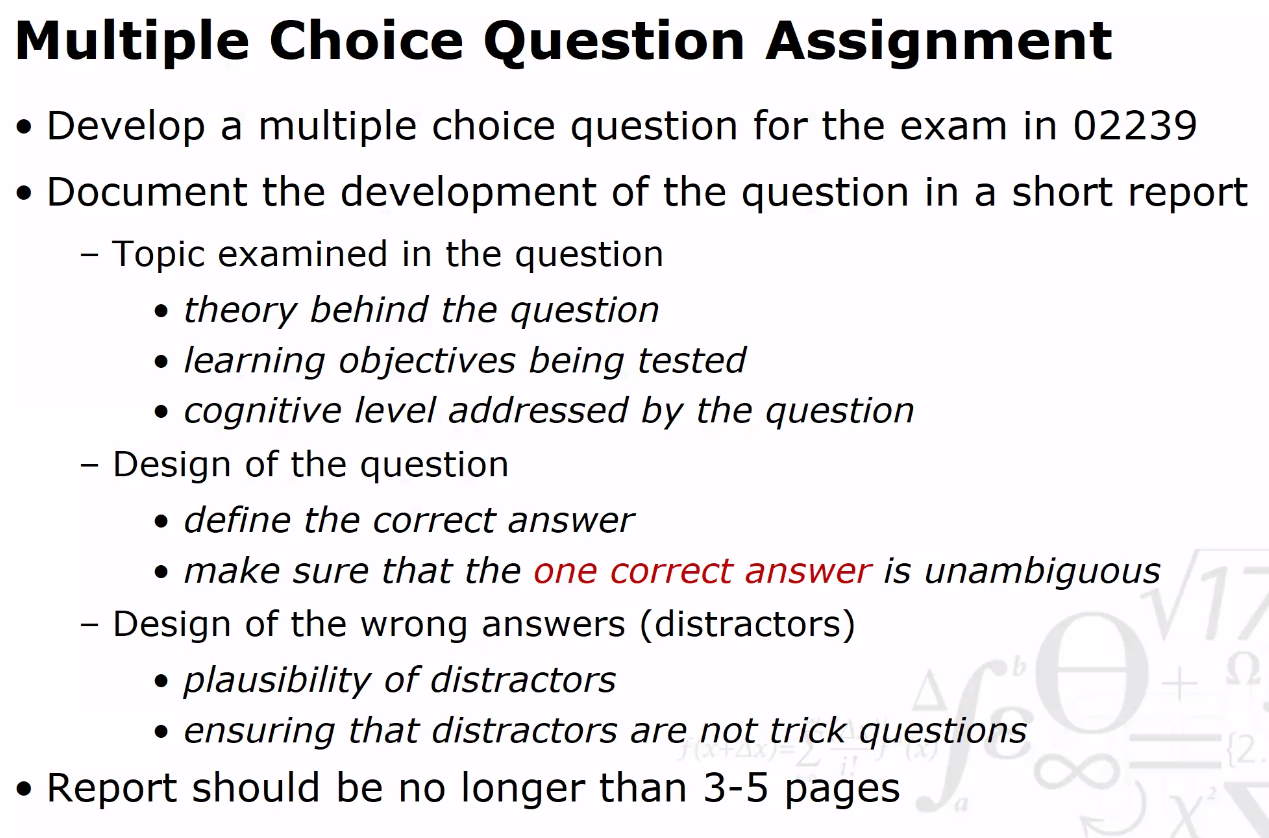 Multiple Choice Question Assignment
• Develop a multiple choice question for the exam in 02239
• Document the development of the question in a short report
– Topic examined in the question
• theory behind the question
• learning objectives being tested
• cognitive level addressed by the question
– Design of the question
• define the correct answer
• make sure that the one correct answer is unambiguous
– Design of the wrong answers (distractors)
• plausibility of distractors
• ensuring that distractors are not trick questions
• Report should be no longer than 3-5 pages